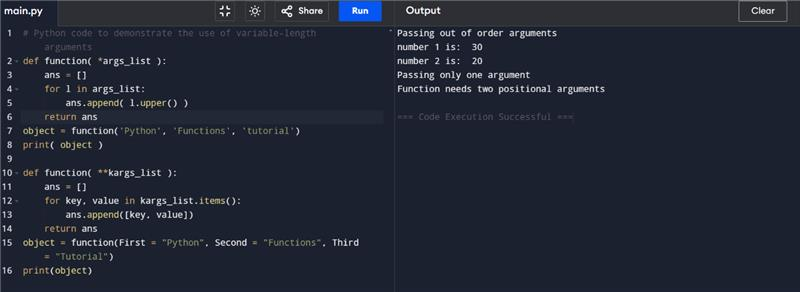 main.py
Share
Run
Output
Clear
1 # Python code to demonstrate the use of variable-length
arguments
2 def function( *args_list ):
3 ans = []
4 for l in args_list:
5 ans.append( l.upper() )
6 return ans
7 object = function('Python', 'Functions', 'tutorial')
8 print( object )
9
10 def function( **kargs_list ):
11 ans = []
12 for key, value in kargs_list.items():
13 ans.append([key, value])
14 return ans
15 object = function(First = "Python", Second = "Functions", Third
= "Tutorial")
16 print(object)
Passing out of order arguments
number 1 is:  30
number 2 is:  20
Passing only one argument
Function needs two positional arguments
=== Code Execution Successful ===